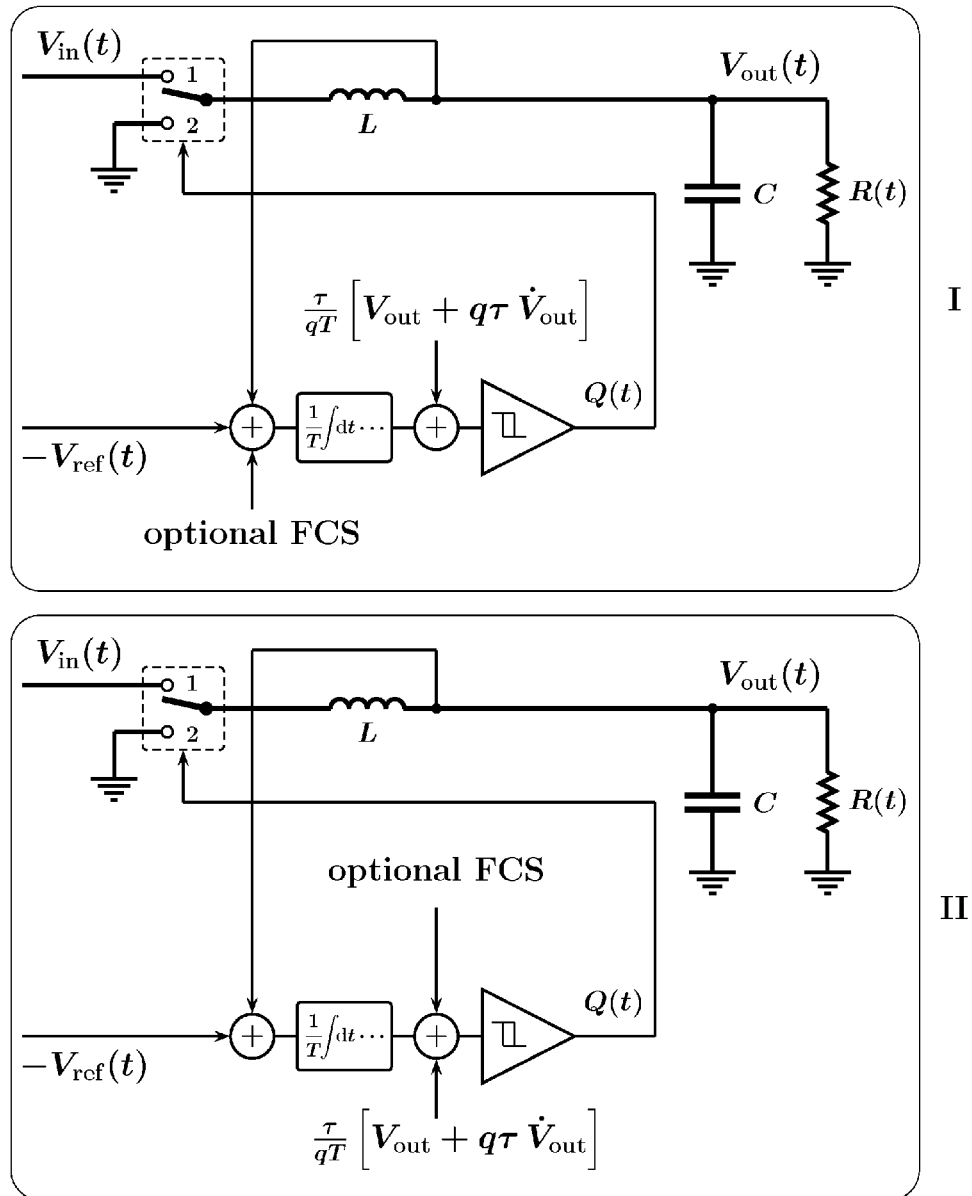 V_in(t)
1
2
L
V_out(t)
C
R(t)
I
τ/qT [V_out + qτ V̇_out]
Q(t)
+
1/T ∫dt ···
+
−V_ref(t)
optional FCS
V_in(t)
1
2
L
V_out(t)
C
R(t)
optional FCS
II
Q(t)
+
1/T ∫dt ···
+
−V_ref(t)
τ/qT [V_out + qτ V̇_out]